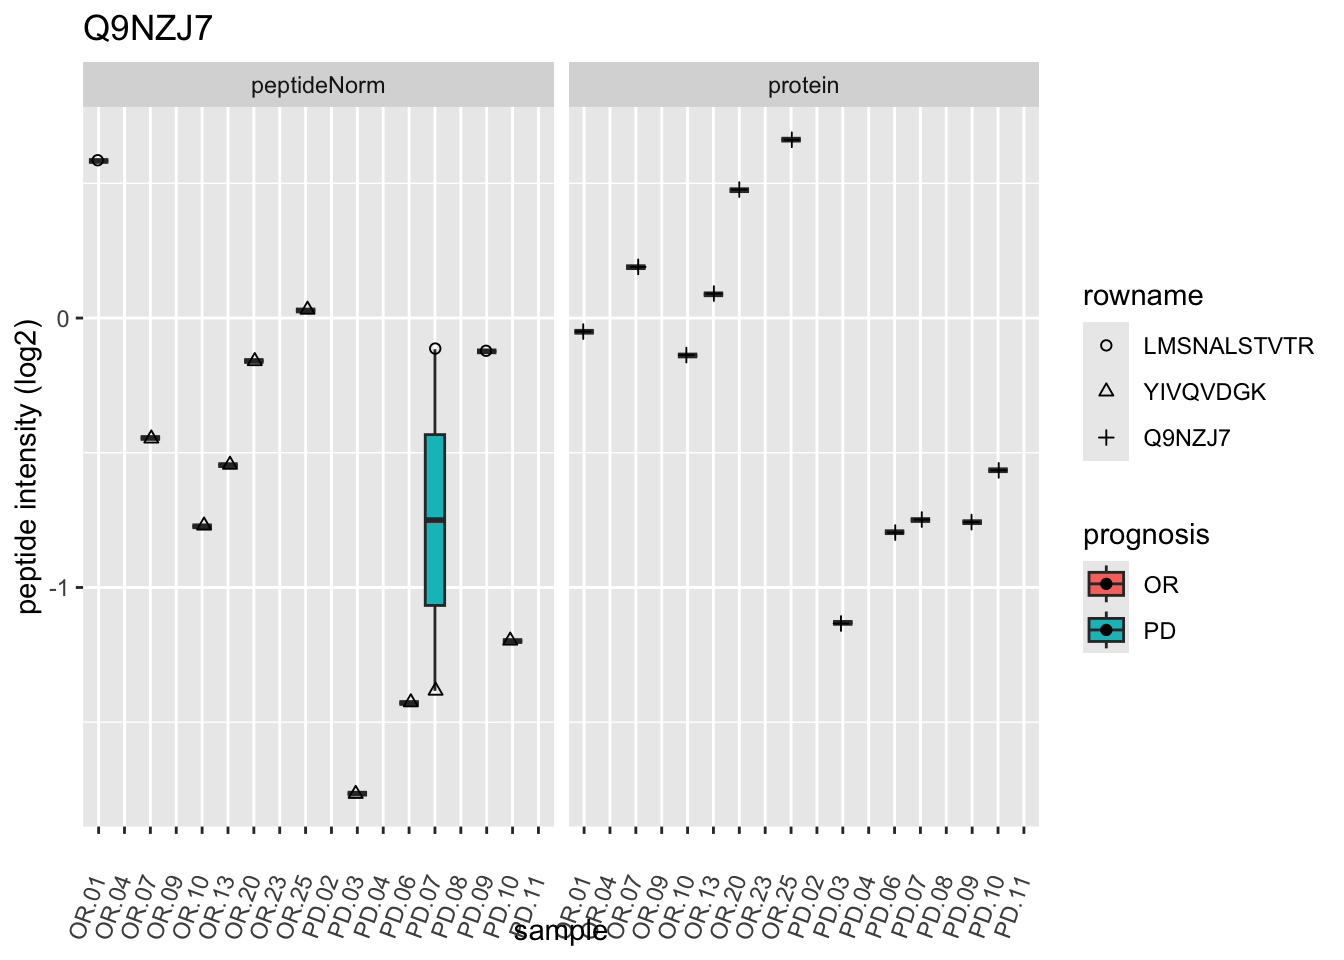 Q9NZJ7
peptideNorm
protein
peptide intensity (log2)
0
-1
OR.01
OR.04
OR.07
OR.09
OR.10
OR.13
OR.20
OR.23
OR.25
PD.02
PD.03
PD.04
PD.06
PD.07
PD.08
PD.09
PD.10
PD.11
OR.01
OR.04
OR.07
OR.09
OR.10
OR.13
OR.20
OR.23
OR.25
PD.02
PD.03
PD.04
PD.06
PD.07
PD.08
PD.09
PD.10
PD.11
sample
rowname
LMSNALSTVTR
YIVQVDGK
Q9NZJ7
prognosis
OR
PD